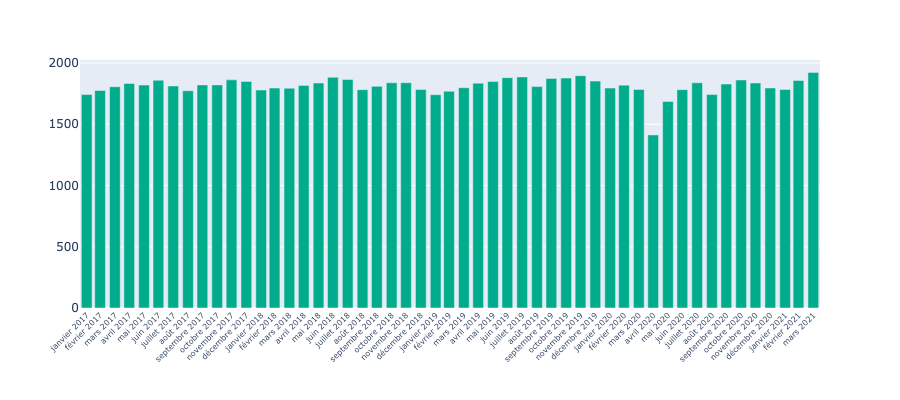 2000
1500
1000
500
0
janvier 2017
février 2017
mars 2017
avril 2017
mai 2017
juin 2017
juillet 2017
août 2017
septembre 2017
octobre 2017
novembre 2017
décembre 2017
janvier 2018
février 2018
mars 2018
avril 2018
mai 2018
juin 2018
juillet 2018
août 2018
septembre 2018
octobre 2018
novembre 2018
décembre 2018
janvier 2019
février 2019
mars 2019
avril 2019
mai 2019
juin 2019
juillet 2019
août 2019
septembre 2019
octobre 2019
novembre 2019
décembre 2019
janvier 2020
février 2020
mars 2020
avril 2020
mai 2020
juin 2020
juillet 2020
août 2020
septembre 2020
octobre 2020
novembre 2020
décembre 2020
janvier 2021
février 2021
mars 2021